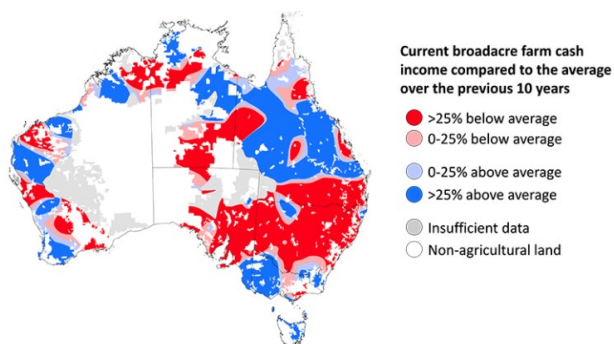 Current broadacre farm cash
income compared to the average
over the previous 10 years
>25% below average
0-25% below average
0-25% above average
>25% above average
Insufficient data
Non-agricultural land